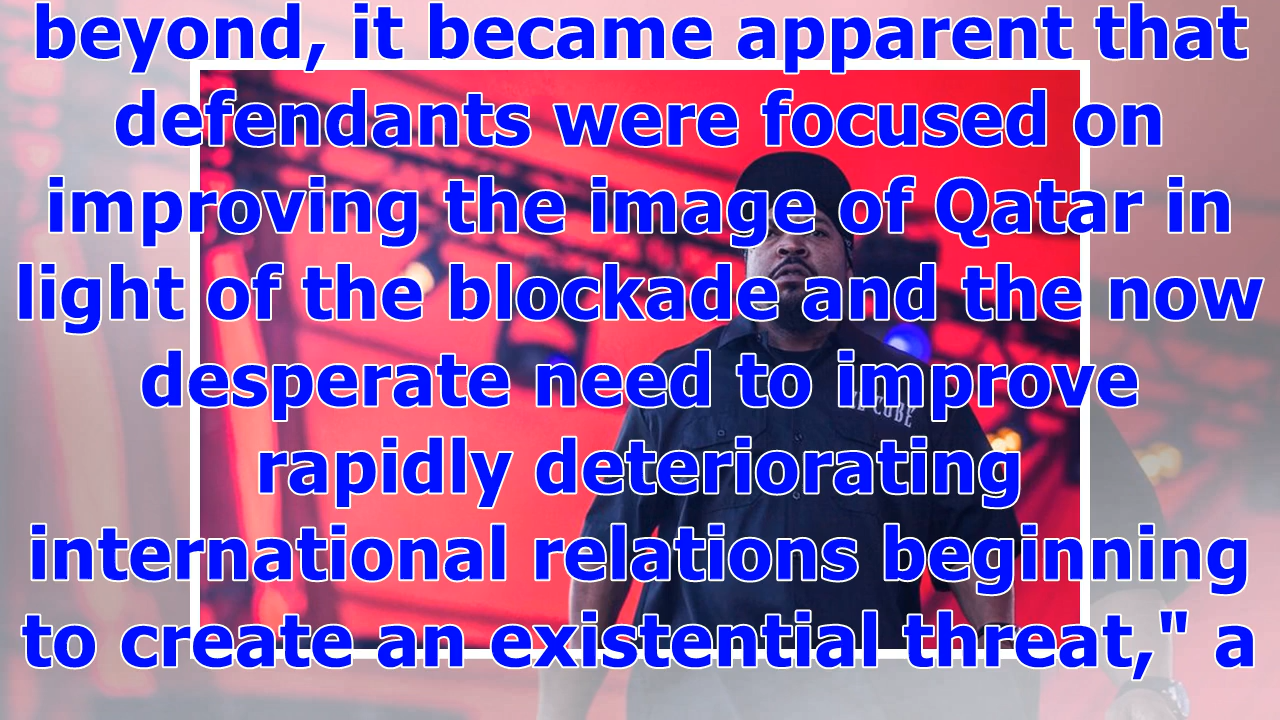 beyond, it became apparent that
defendants were focused on
improving the image of Qatar in
light of the blockade and the now
desperate need to improve
rapidly deteriorating
international relations beginning
to create an existential threat," a
CUBE